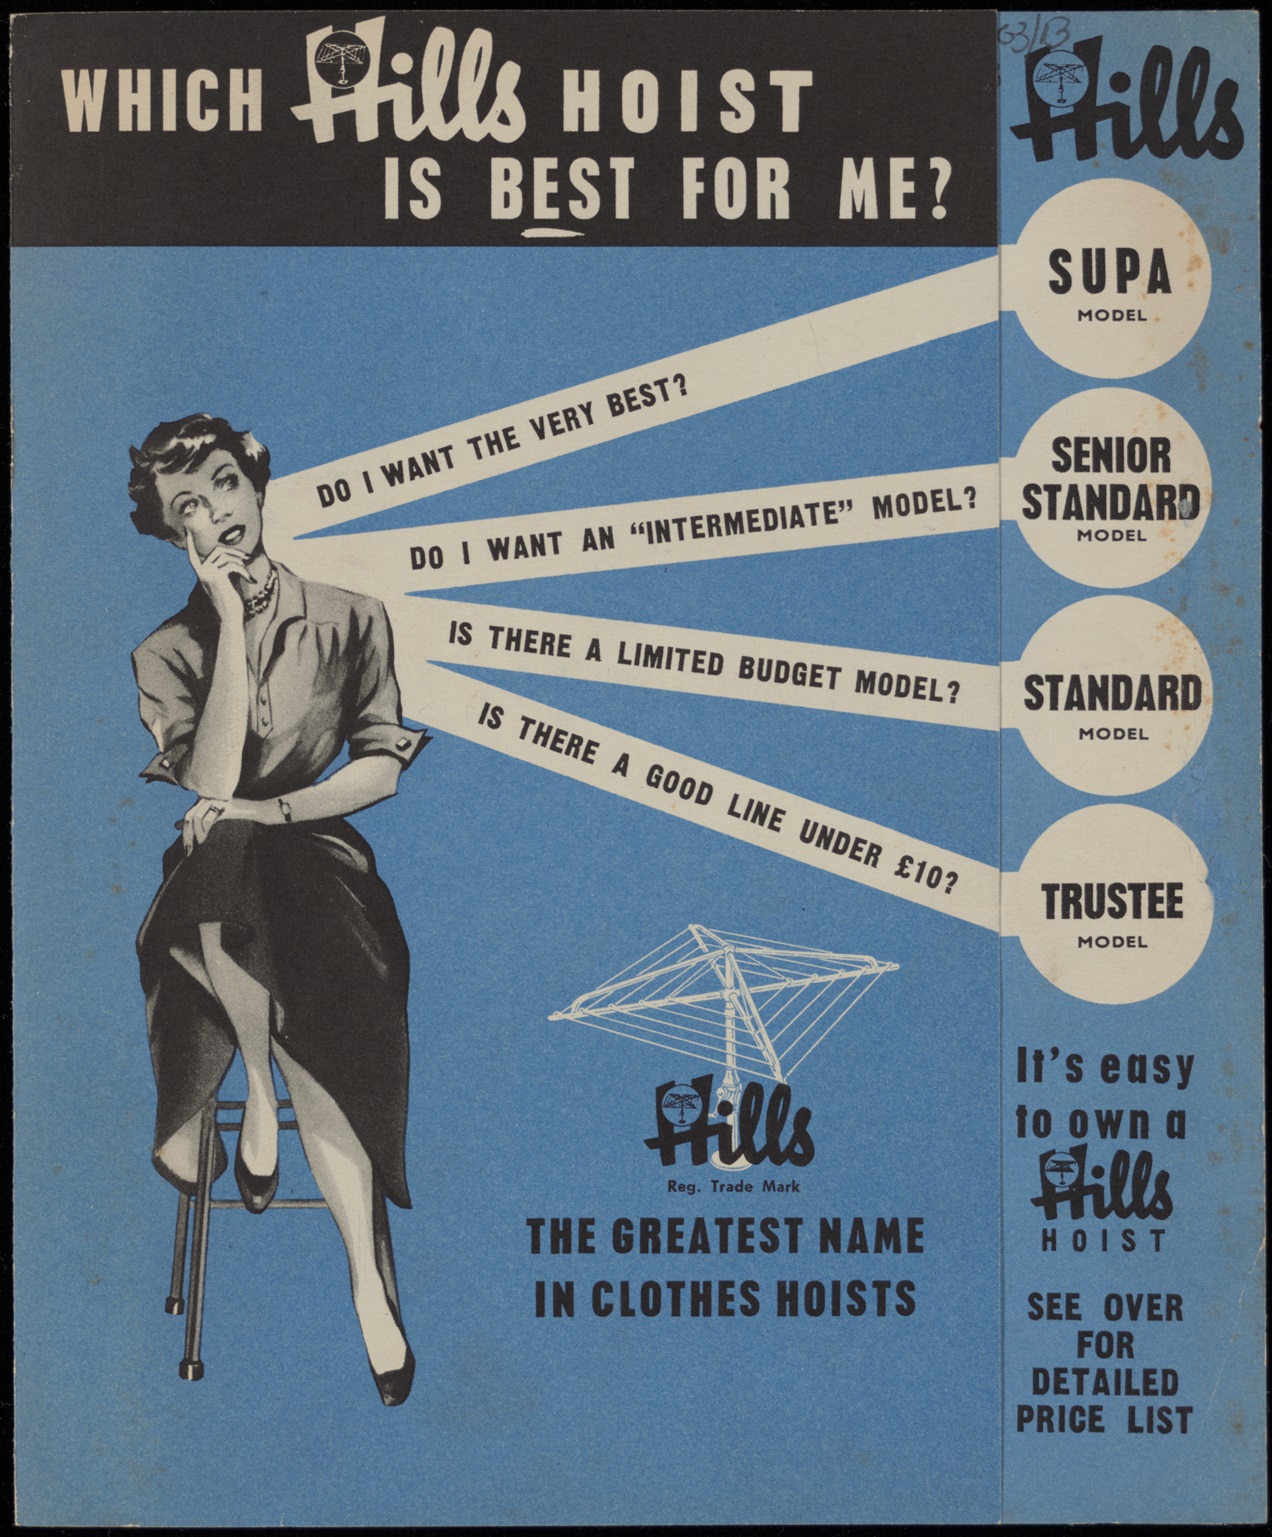 WHICH Hills HOIST
IS BEST FOR ME?
DO I WANT THE VERY BEST?
DO I WANT AN “INTERMEDIATE” MODEL?
IS THERE A LIMITED BUDGET MODEL?
IS THERE A GOOD LINE UNDER £10?
Hills
Reg. Trade Mark
THE GREATEST NAME
IN CLOTHES HOISTS
63/13
Hills
SUPA
MODEL
SENIOR
STANDARD
MODEL
STANDARD
MODEL
TRUSTEE
MODEL
It's easy
to own a
Hills
HOIST
SEE OVER
FOR
DETAILED
PRICE LIST